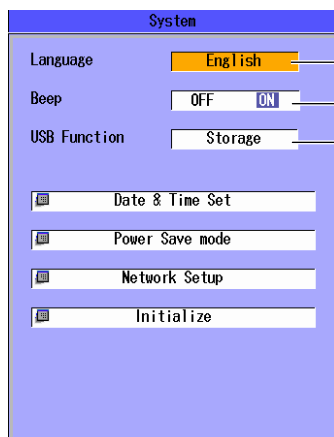 System
Language English
Beep OFF ON
USB Function Storage
Date & Time Set
Power Save mode
Network Setup
Initialize